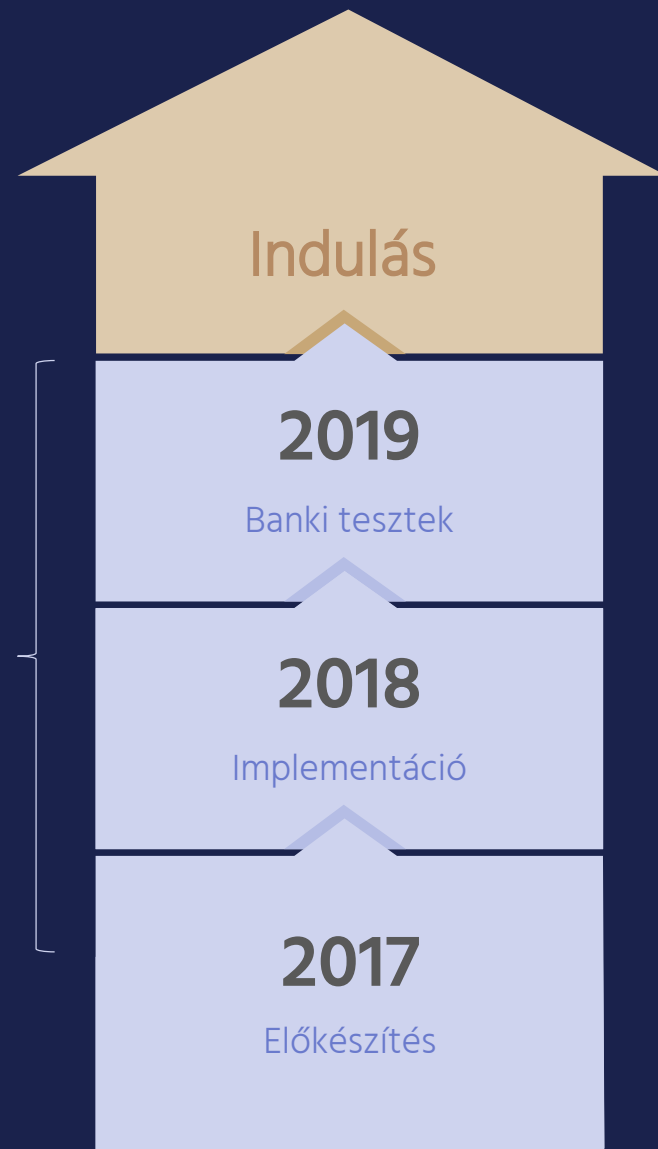 Indulás
2019
Banki tesztek
2018
Implementáció
2017
Előkészítés